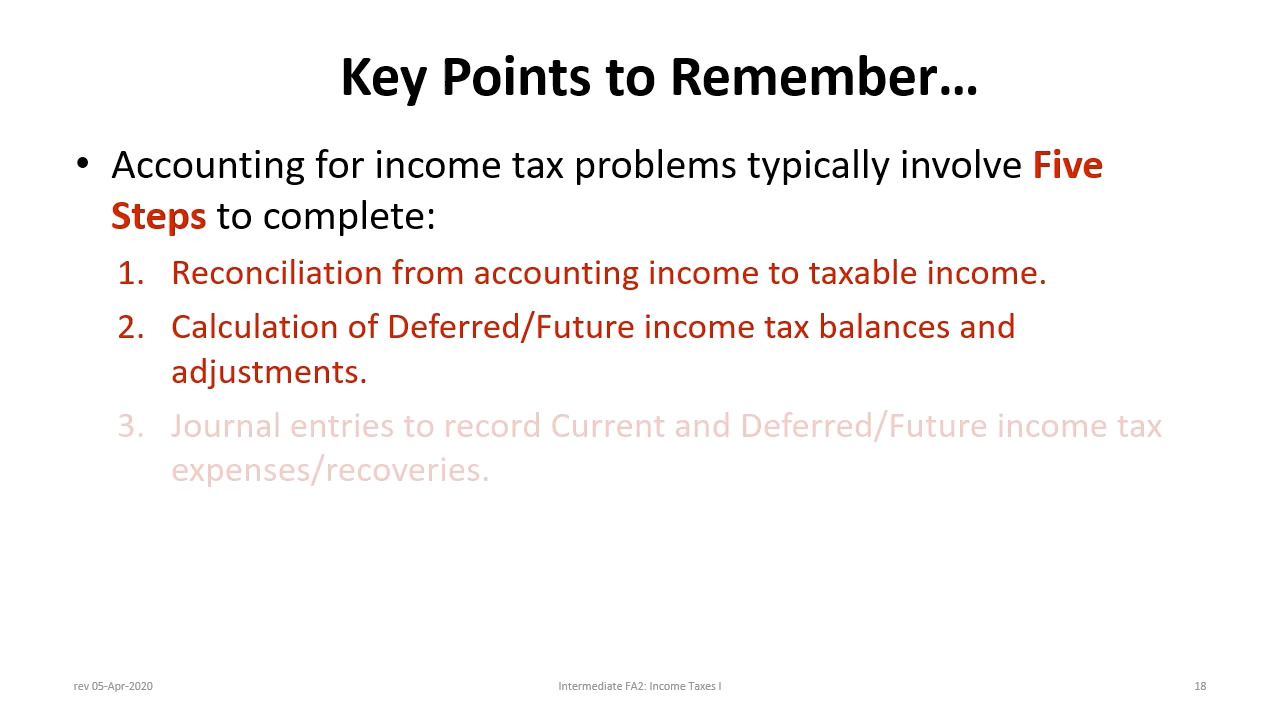 Key Points to Remember...
• Accounting for income tax problems typically involve Five
Steps to complete:
1. Reconciliation from accounting income to taxable income.
2. Calculation of Deferred/Future income tax balances and
adjustments.
3. Journal entries to record Current and Deferred/Future income tax
expenses/recoveries.
rev 05-Apr-2020
Intermediate FA2: Income Taxes I
18